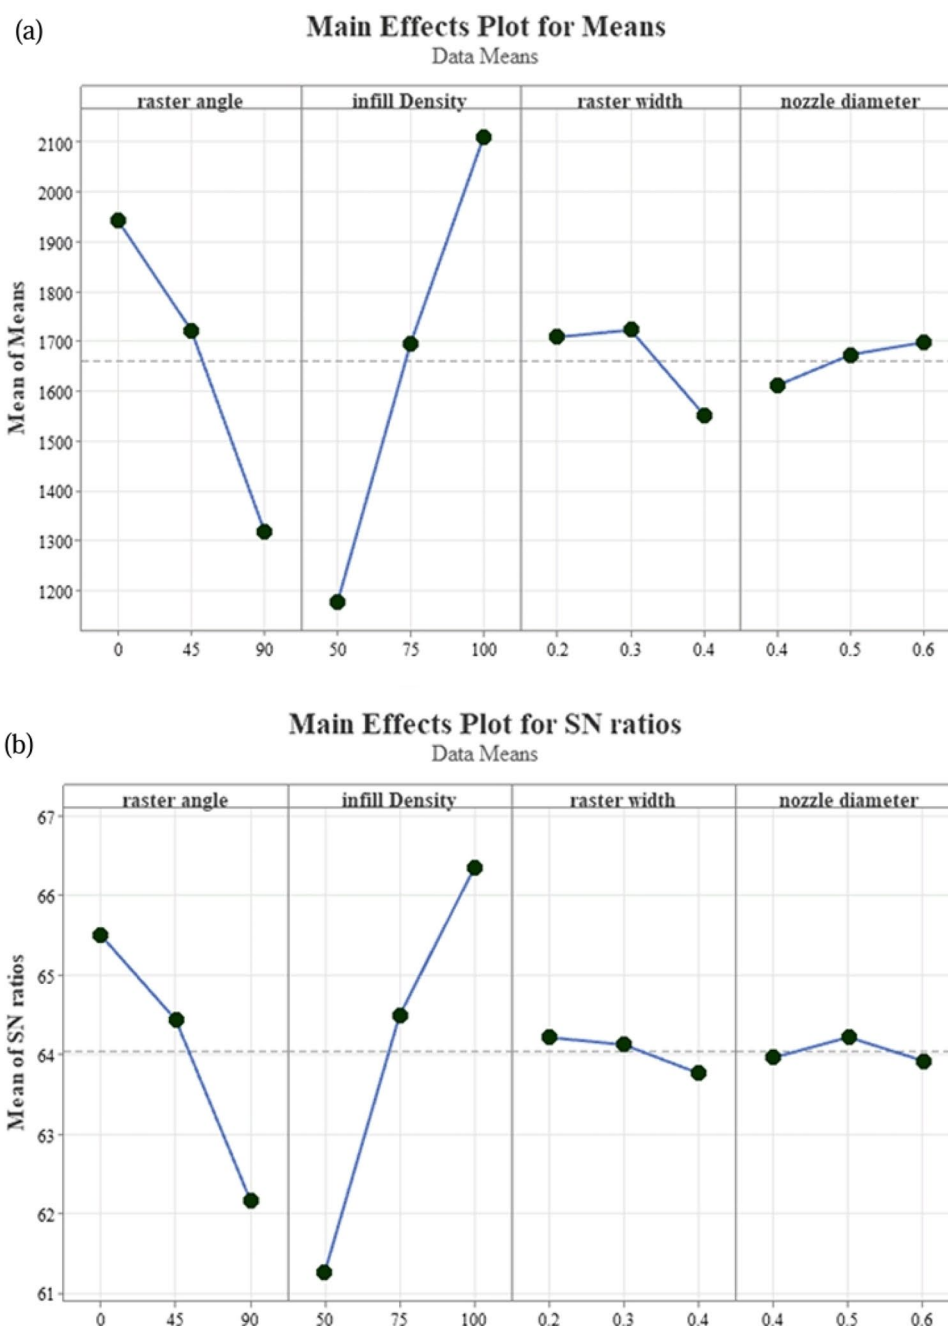 (a)
Main Effects Plot for Means
Data Means
raster angle infill Density raster width nozzle diameter
2100
2000
1900
1800
1700
1600
1500
1400
1300
1200
Mean of Means
0 45 90 50 75 100 0.2 0.3 0.4 0.4 0.5 0.6
(b)
Main Effects Plot for SN ratios
Data Means
raster angle infill Density raster width nozzle diameter
67
66
65
64
63
62
61
Mean of SN ratios
0 45 90 50 75 100 0.2 0.3 0.4 0.4 0.5 0.6